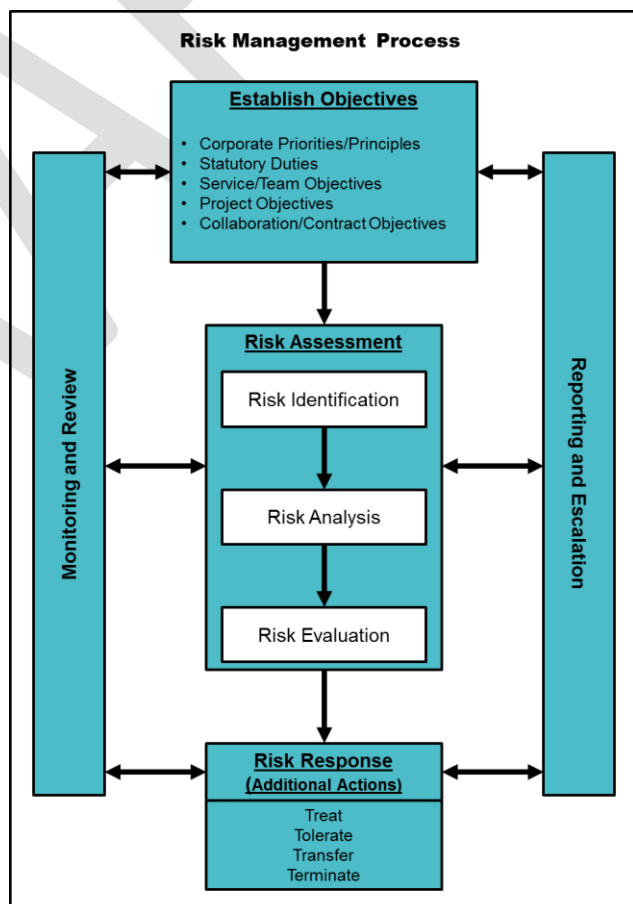 Risk Management Process
Establish Objectives
• Corporate Priorities/Principles
• Statutory Duties
• Service/Team Objectives
• Project Objectives
• Collaboration/Contract Objectives
Monitoring and Review
Risk Assessment
Risk Identification
Risk Analysis
Risk Evaluation
Reporting and Escalation
Risk Response
(Additional Actions)
Treat
Tolerate
Transfer
Terminate